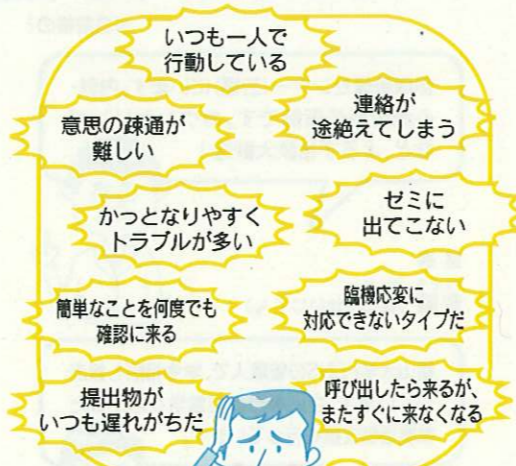 いつも一人で
行動している
意思の疎通が
難しい
連絡が
途絶えてしまう
かっとなりやすく
トラブルが多い
ゼミに
出てこない
簡単なことを何度でも
確認に来る
臨機応変に
対応できないタイプだ
提出物が
いつも遅れがちだ
呼び出したら来るが、
またすぐに来なくなる